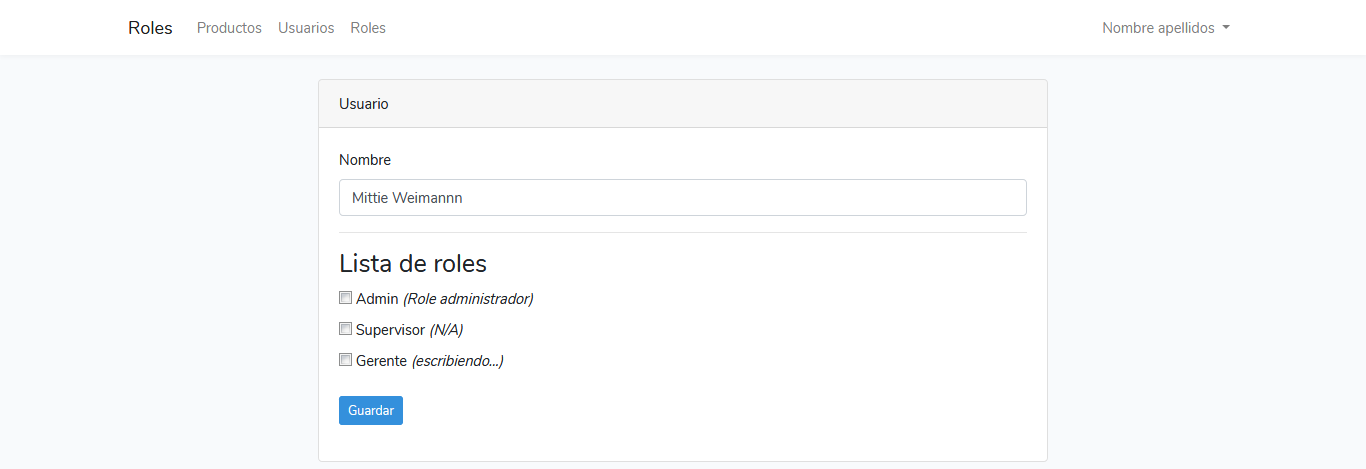 Roles Productos Usuarios Roles Nombre apellidos
Usuario
Nombre
Mittie Weimannn
Lista de roles
Admin (Role administrador)
Supervisor (N/A)
Gerente (escribiendo...)
Guardar